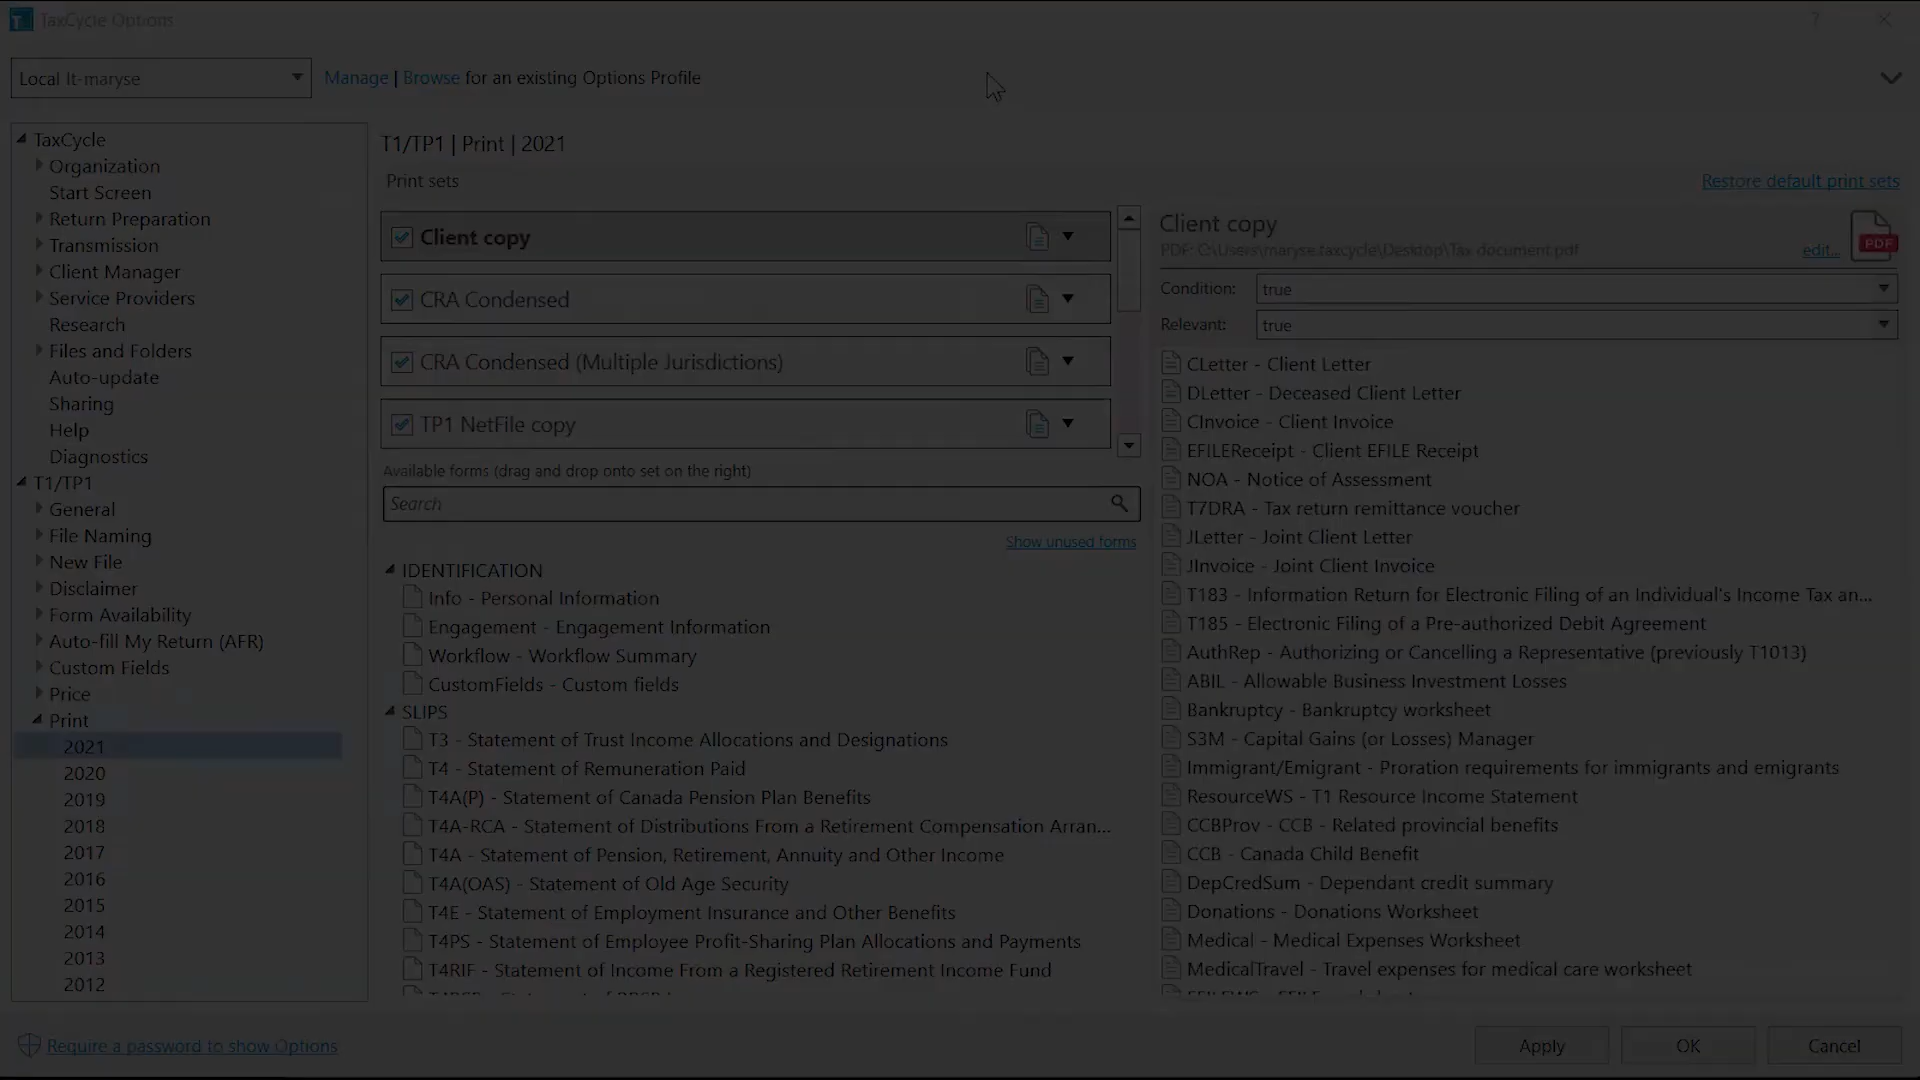 TaxCycle Options
?
Local lt-maryse
Manage | Browse for an existing Options Profile
TaxCycle
Organization
Start Screen
Return Preparation
Transmission
Client Manager
Service Providers
Research
Files and Folders
Auto-update
Sharing
Help
Diagnostics
T1/TP1
General
File Naming
New File
Disclaimer
Form Availability
Auto-fill My Return (AFR)
Custom Fields
Price
Print
2021
2020
2019
2018
2017
2016
2015
2014
2013
2012
T1/TP1 | Print | 2021
Print sets
Restore default print sets
Client copy
CRA Condensed
CRA Condensed (Multiple Jurisdictions)
TP1 NetFile copy
Available forms (drag and drop onto set on the right)
Search
Show unused forms
IDENTIFICATION
Info - Personal Information
Engagement - Engagement Information
Workflow - Workflow Summary
CustomFields - Custom fields
SLIPS
T3 - Statement of Trust Income Allocations and Designations
T4 - Statement of Remuneration Paid
T4A(P) - Statement of Canada Pension Plan Benefits
T4A-RCA - Statement of Distributions From a Retirement Compensation Arran...
T4A - Statement of Pension, Retirement, Annuity and Other Income
T4A(OAS) - Statement of Old Age Security
T4E - Statement of Employment Insurance and Other Benefits
T4PS - Statement of Employee Profit-Sharing Plan Allocations and Payments
T4RIF - Statement of Income From a Registered Retirement Income Fund
Client copy
PDF: C:\Users\maryse.taxcycle\Desktop\Tax document.pdf
edit...
PDF
Condition: true
Relevant: true
CLetter - Client Letter
DLetter - Deceased Client Letter
CInvoice - Client Invoice
EFILEReceipt - Client EFILE Receipt
NOA - Notice of Assessment
T7DRA - Tax return remittance voucher
JLetter - Joint Client Letter
JInvoice - Joint Client Invoice
T183 - Information Return for Electronic Filing of an Individual's Income Tax an...
T185 - Electronic Filing of a Pre-authorized Debit Agreement
AuthRep - Authorizing or Cancelling a Representative (previously T1013)
ABIL - Allowable Business Investment Losses
Bankruptcy - Bankruptcy worksheet
S3M - Capital Gains (or Losses) Manager
Immigrant/Emigrant - Proration requirements for immigrants and emigrants
ResourceWS - T1 Resource Income Statement
CCBProv - CCB - Related provincial benefits
CCB - Canada Child Benefit
DepCredSum - Dependant credit summary
Donations - Donations Worksheet
Medical - Medical Expenses Worksheet
MedicalTravel - Travel expenses for medical care worksheet
Require a password to show Options
Apply
OK
Cancel